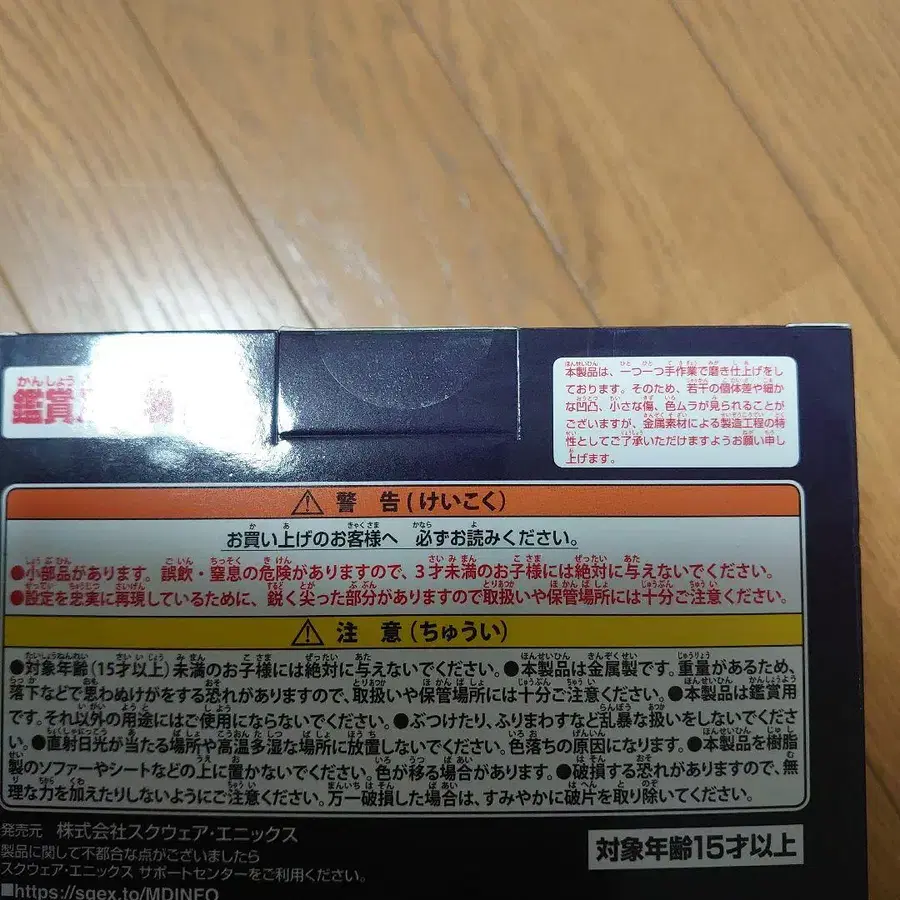 鑑賞
本製品は、一つ一つ手作業で磨き仕上げをし
ております。そのため、若干の個体差や細か
な凹凸、小さな傷、色ムラが見られることが
ございますが、金属素材による製造工程の特
性としてご了承いただけますようお願い申し
上げます。
⚠ 警 告 (けいこく)
お買い上げのお客様へ 必ずお読みください。
●小部品があります。誤飲・窒息の危険がありますので、3才未満のお子様には絶対に与えないでください。
●設定を忠実に再現しているために、鋭く尖った部分がありますので取扱いや保管場所には十分ご注意ください。
⚠ 注 意 (ちゅうい)
●対象年齢(15才以上)未満のお子様には絶対に与えないでください。●本製品は金属製です。重量があるため、
落下などで思わぬけがをする恐れがありますので、取扱いや保管場所には十分ご注意ください。●本製品は鑑賞用
です。それ以外の用途にはご使用にならないでください。●ぶつけたり、ふりまわすなど乱暴な扱いをしないでくださ
い。●直射日光が当たる場所や高温多湿な場所に放置しないでください。色落ちの原因になります。●本製品を樹脂
製のソファーやシートなどの上に置かないでください。色が移る場合があります。●破損する恐れがありますので、無
理な力を加えたりしないようにご注意ください。万一破損した場合は、すみやかに破片を取り除いてください。
発売元 株式会社スクウェア・エニックス
製品に関して不都合な点がございましたら
スクウェア・エニックス サポートセンターをご利用ください。
■https://sqex.to/MDINFO
対象年齢15才以上